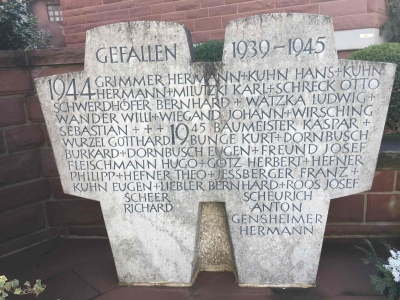 GEFALLEN 1939-1945
1944 GRIMMER HERMANN+KUHN HANS+KUHN
HERMANN+MILUTZKI KARL+SCHRECK OTTO
SCHWERDHÖFER BERNHARD+WATZKA LUDWIG+
WANDER WILLI+WIEGAND JOHANN+WIRSCHING
SEBASTIAN +++ 1945 BAUMEISTER KASPAR
WURZEL GOTTHARD BUNGE KURT+DORNBUSCH
BURKARD+DORNBUSCH EUGEN+FREUND JOSEF
FLEISCHMANN HUGO+GÖTZ HERBERT+HEFNER
PHILIPP+HEFNER THEO+JESSBERGER FRANZ+
KUHN EUGEN+LIEBLER BERNHARD+ROOS JOSEF
SCHEER
RICHARD
SCHEURICH
ANTON
GENSHEIMER
HERMANN